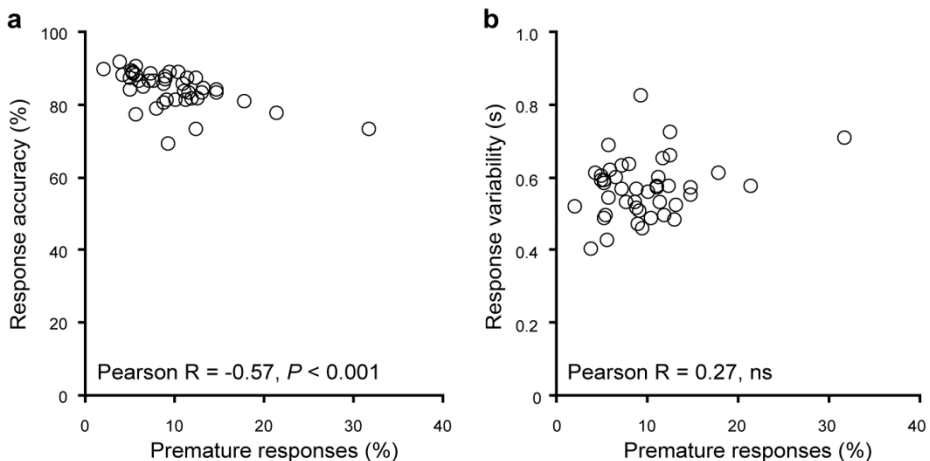 a
100
80
60
40
20
0
Response accuracy (%)
Pearson R = -0.57, P < 0.001
0 10 20 30 40
Premature responses (%)
b
1.0
0.8
0.6
0.4
0.2
0
Response variability (s)
Pearson R = 0.27, ns
0 10 20 30 40
Premature responses (%)